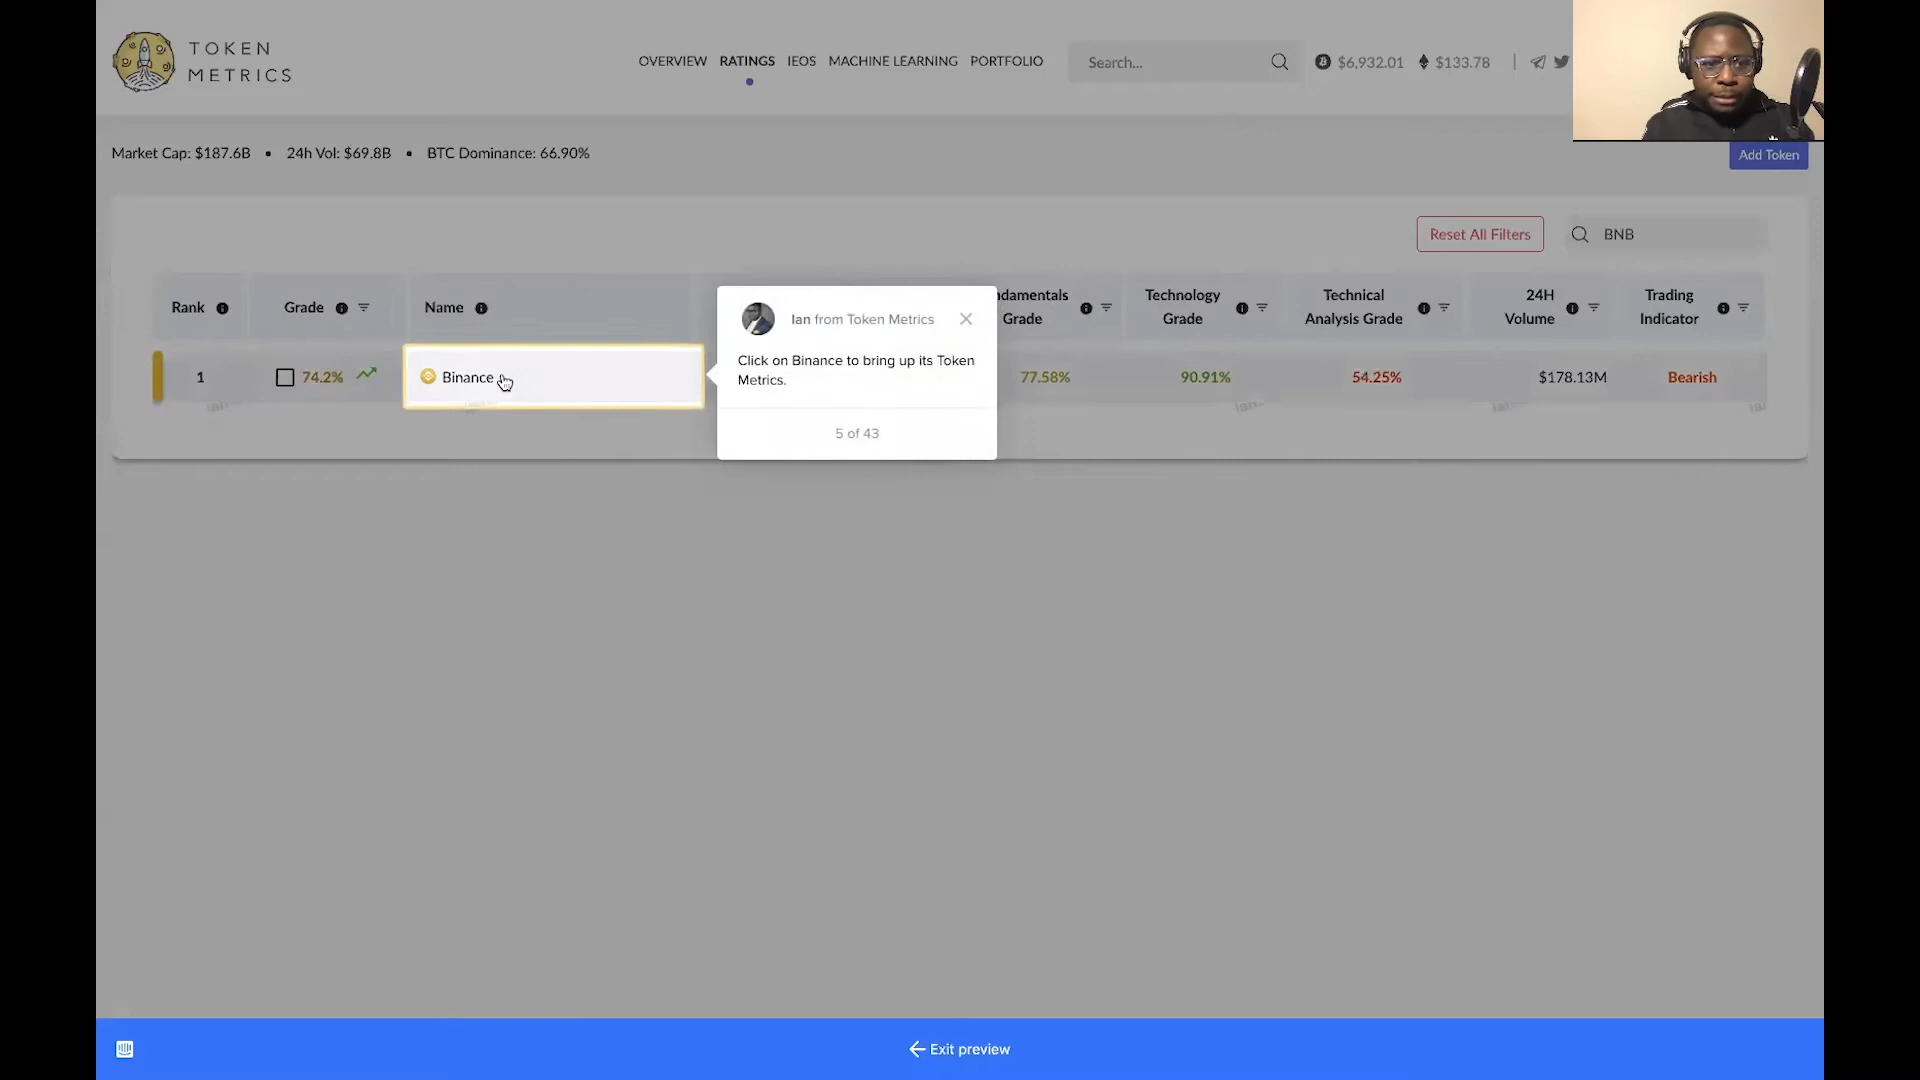 TOKEN
METRICS
OVERVIEW RATINGS IEOS MACHINE LEARNING PORTFOLIO
Search...
$6,932.01 $133.78
Market Cap: $187.6B • 24h Vol: $69.8B • BTC Dominance: 66.90%
Add Token
Reset All Filters
BNB
Rank Grade Name
ndamentals
Grade
Technology
Grade
Technical
Analysis Grade
24H
Volume
Trading
Indicator
1 74.2% Binance 77.58% 90.91% 54.25% $178.13M Bearish
Ian from Token Metrics
Click on Binance to bring up its Token
Metrics.
5 of 43
Exit preview